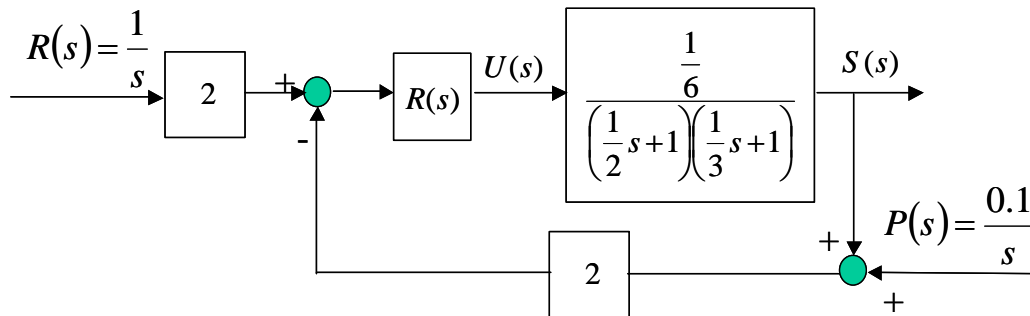 R(s)=1/s
2
+
-
R(s)
U(s)
1/6
(1/2 s+1)(1/3 s+1)
S(s)
P(s)=0.1/s
+
+
2